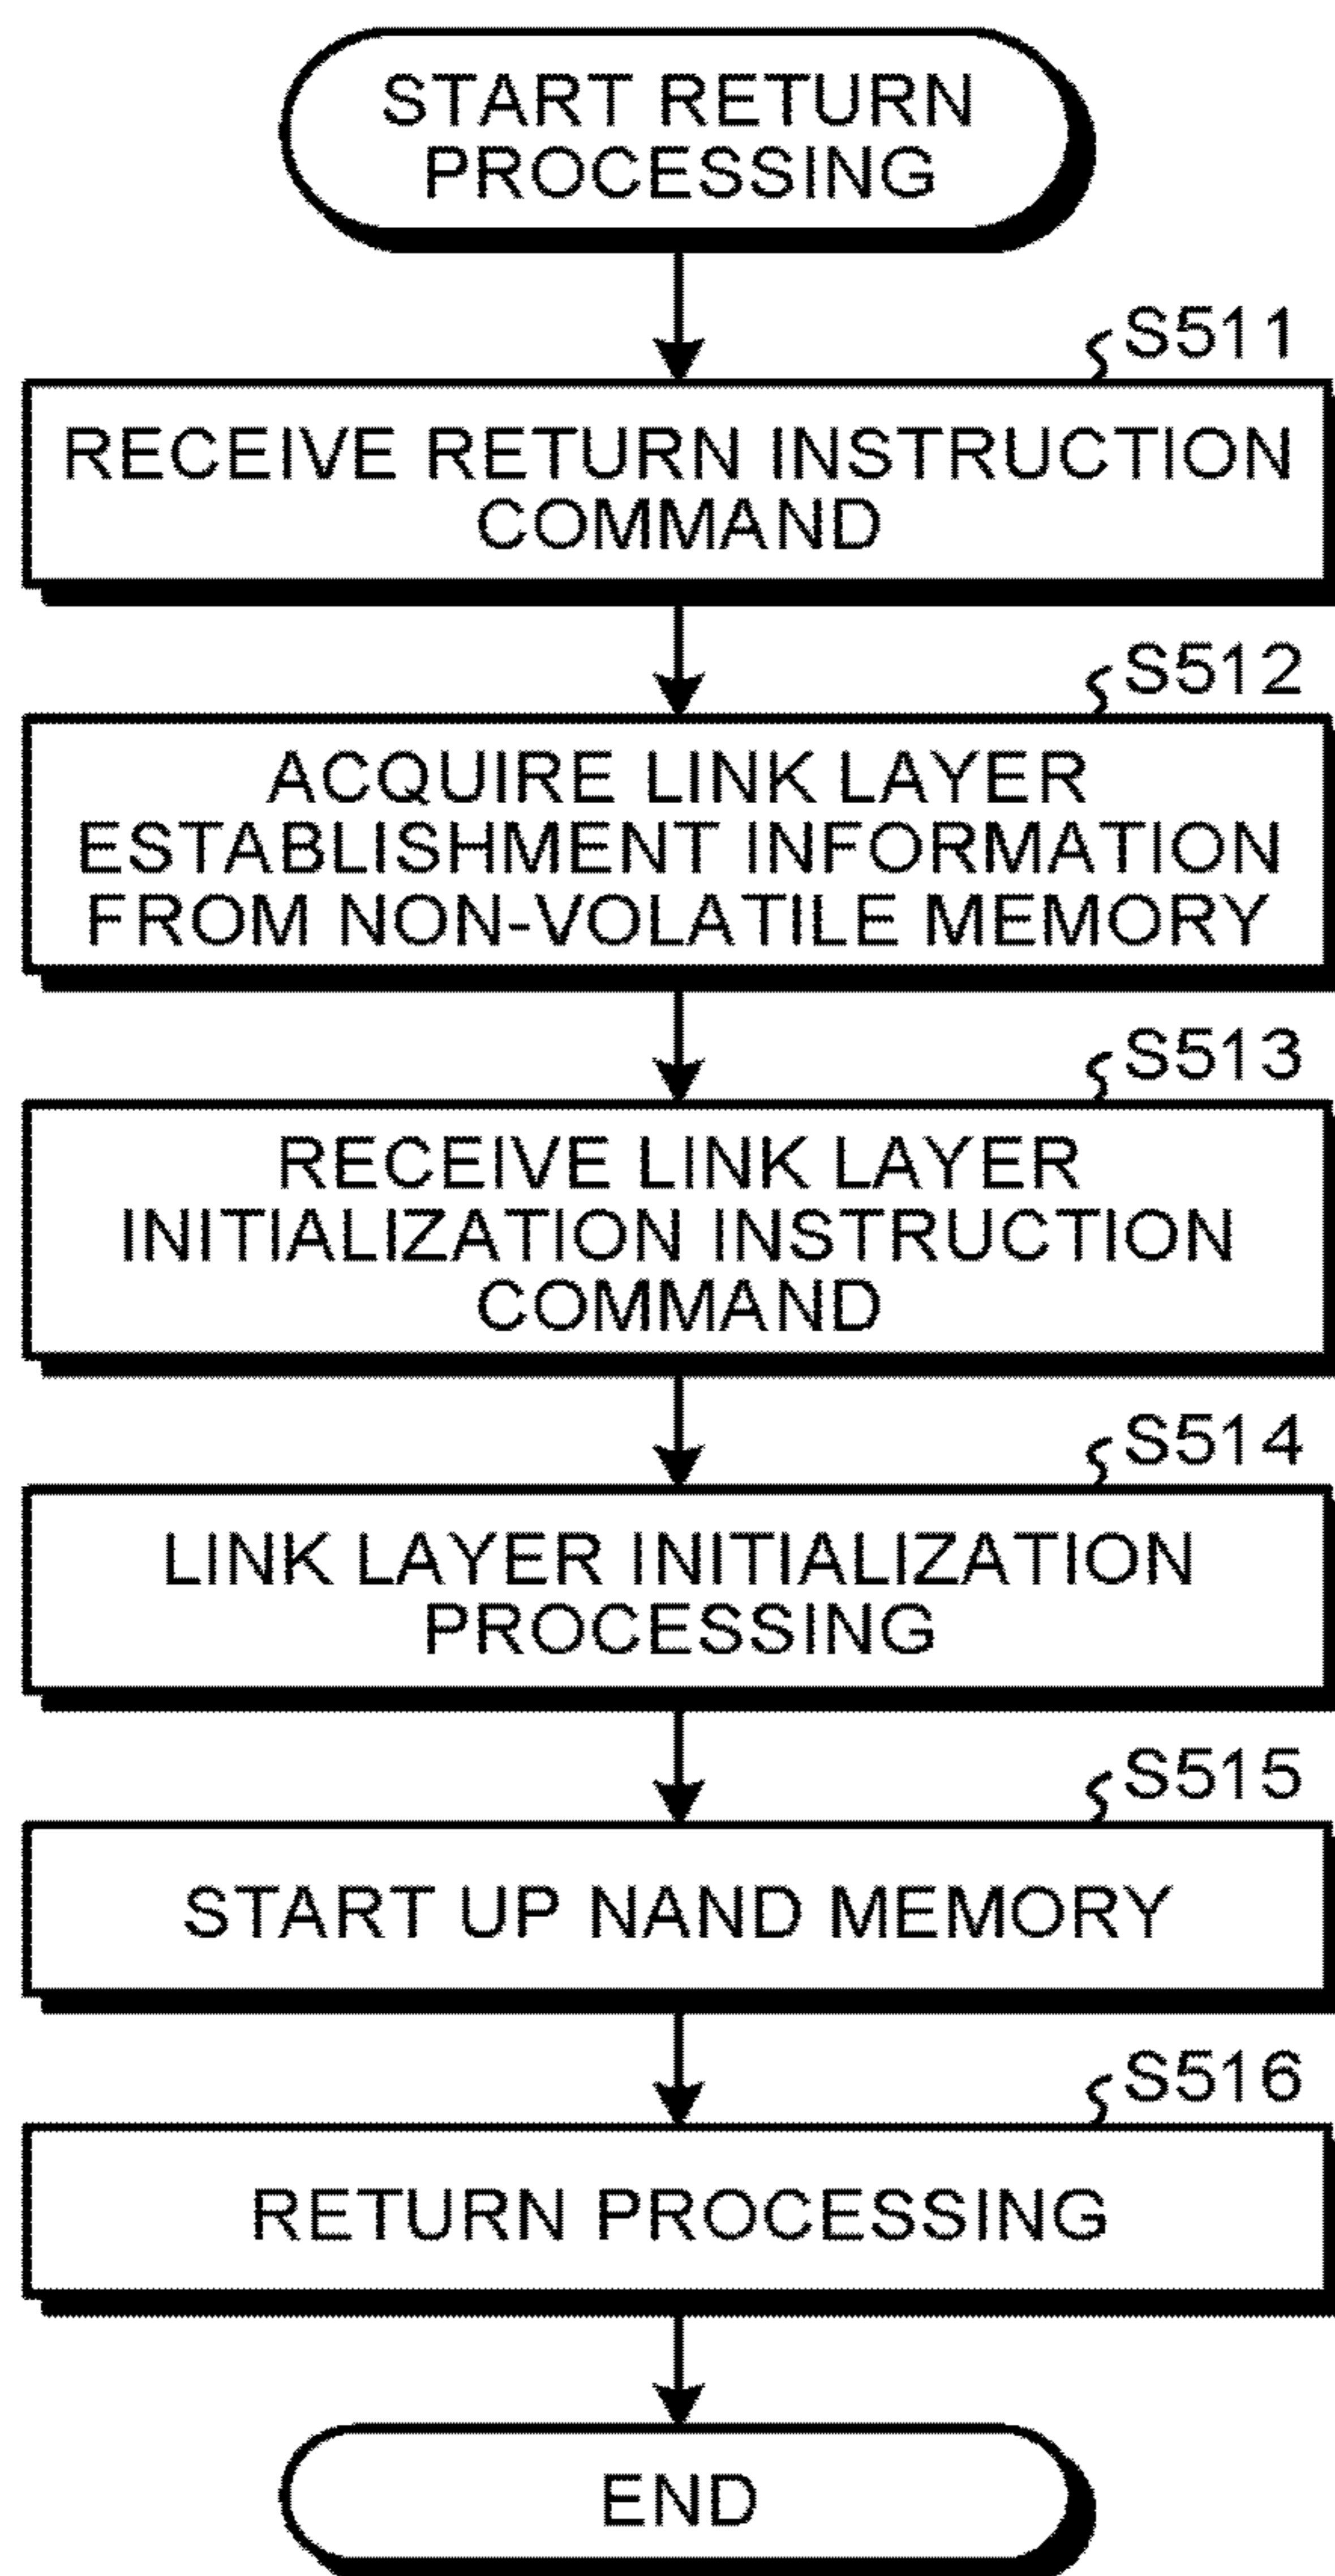 START RETURN
PROCESSING
S511
RECEIVE RETURN INSTRUCTION
COMMAND
S512
ACQUIRE LINK LAYER
ESTABLISHMENT INFORMATION
FROM NON-VOLATILE MEMORY
S513
RECEIVE LINK LAYER
INITIALIZATION INSTRUCTION
COMMAND
S514
LINK LAYER INITIALIZATION
PROCESSING
S515
START UP NAND MEMORY
S516
RETURN PROCESSING
END